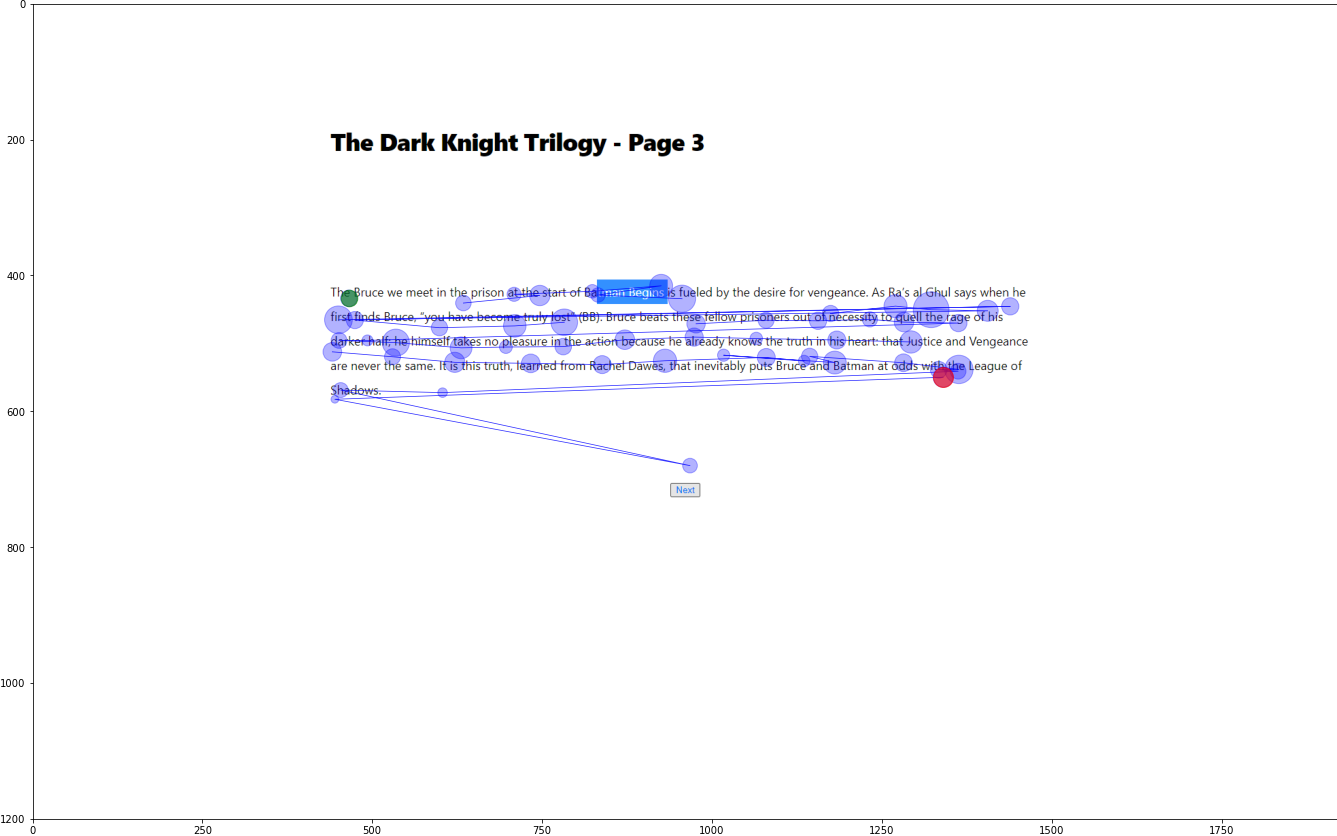 The Dark Knight Trilogy - Page 3
The Bruce we meet in the prison at the start of Batman Begins is fueled by the desire for vengeance. As Ra's al Ghul says when he
first finds Bruce, "you have become truly lost" (BB). Bruce beats these fellow prisoners out of necessity to quell the rage of his
darker half; he himself takes no pleasure in the action because he already knows the truth in his heart: that Justice and Vengeance
are never the same. It is this truth, learned from Rachel Dawes, that inevitably puts Bruce and Batman at odds with the League of
Shadows.
Next
0
200
400
600
800
1000
1200
0 250 500 750 1000 1250 1500 1750